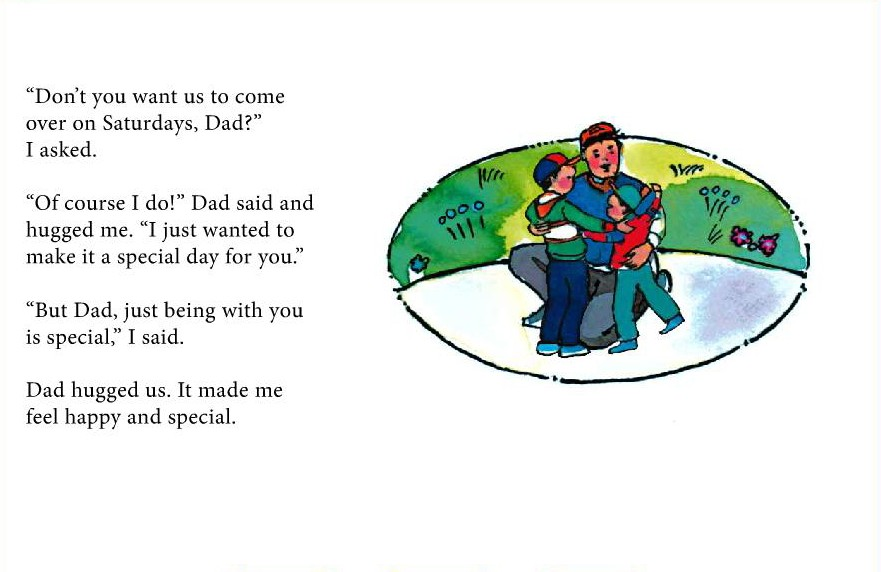 “Don’t you want us to come
over on Saturdays, Dad?”
I asked.
“Of course I do!” Dad said and
hugged me. “I just wanted to
make it a special day for you.”
“But Dad, just being with you
is special,” I said.
Dad hugged us. It made me
feel happy and special.